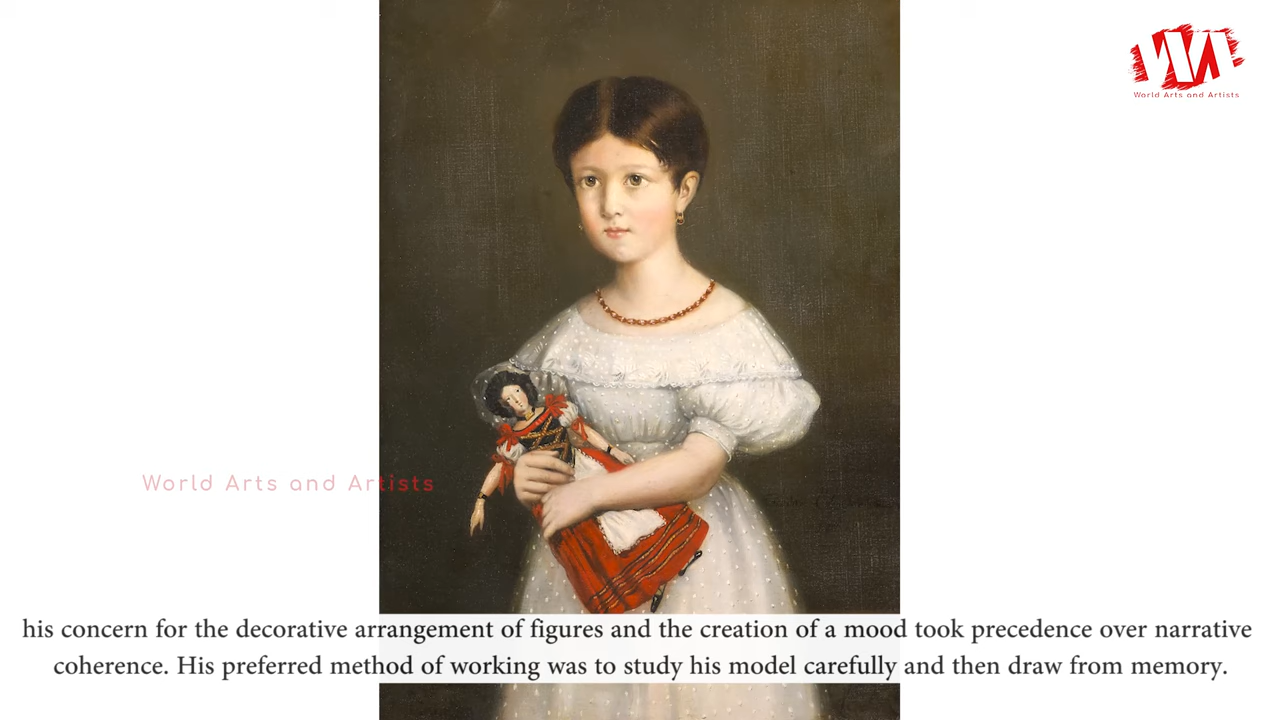 World Arts and Artists
World Arts and Artists
his concern for the decorative arrangement of figures and the creation of a mood took precedence over narrative
coherence. His preferred method of working was to study his model carefully and then draw from memory.